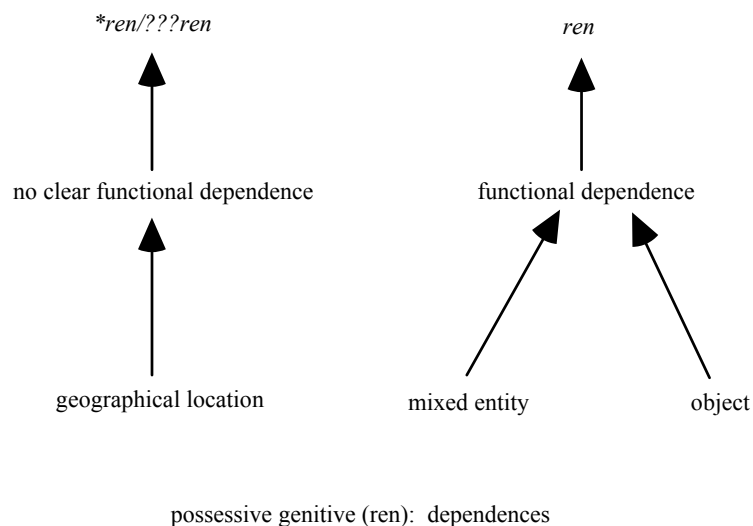 *ren/???ren
ren
no clear functional dependence
functional dependence
geographical location
mixed entity
object
possessive genitive (ren):  dependences